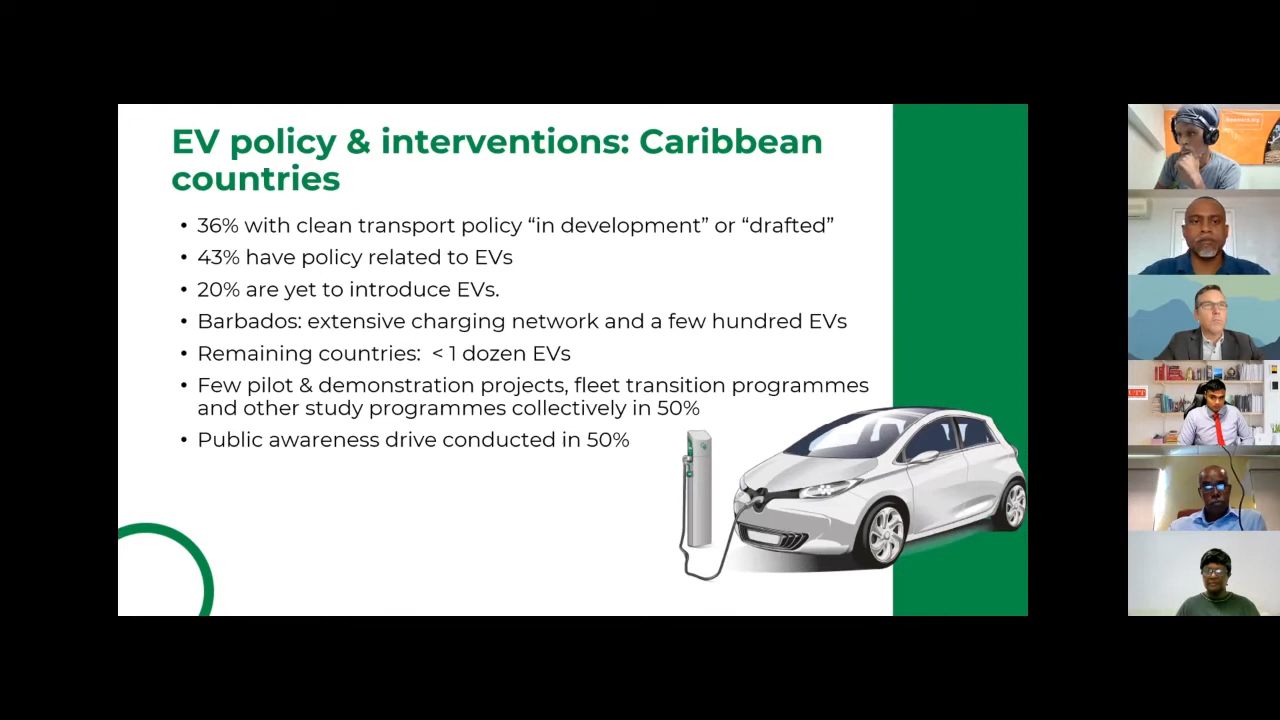 EV policy & interventions: Caribbean
countries
• 36% with clean transport policy “in development” or “drafted”
• 43% have policy related to EVs
• 20% are yet to introduce EVs.
• Barbados: extensive charging network and a few hundred EVs
• Remaining countries: < 1 dozen EVs
• Few pilot & demonstration projects, fleet transition programmes
and other study programmes collectively in 50%
• Public awareness drive conducted in 50%